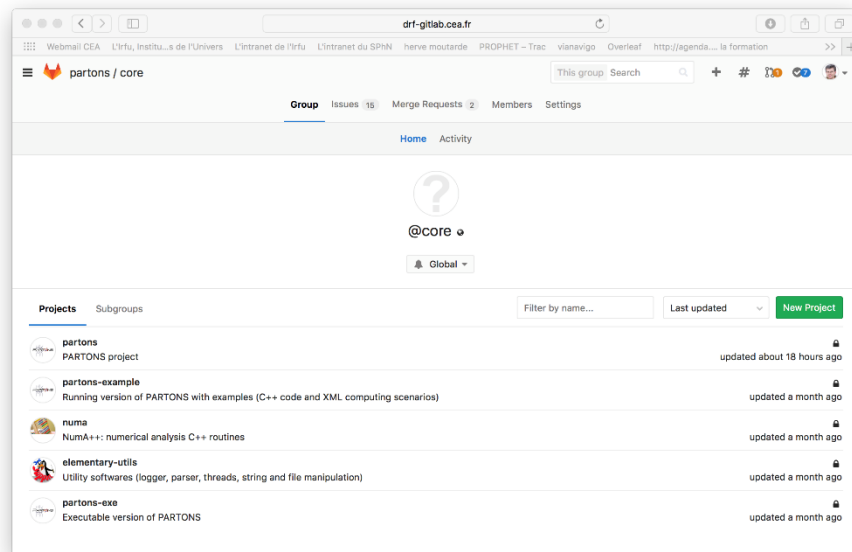 drf-gitlab.cea.fr
Webmail CEA L'Irfu, Institu...s de l'Univers L'intranet de l'Irfu L'intranet du SPhN herve moutarde PROPHET – Trac vianavigo Overleaf http://agenda.... la formation >>
partons / core This group Search 1 7
Group Issues 15 Merge Requests 2 Members Settings
Home Activity
@core
Global
Projects Subgroups Filter by name... Last updated New Project
partons
PARTONS project updated about 18 hours ago
partons-example
Running version of PARTONS with examples (C++ code and XML computing scenarios) updated a month ago
numa
NumA++: numerical analysis C++ routines updated a month ago
elementary-utils
Utility softwares (logger, parser, threads, string and file manipulation) updated a month ago
partons-exe
Executable version of PARTONS updated a month ago